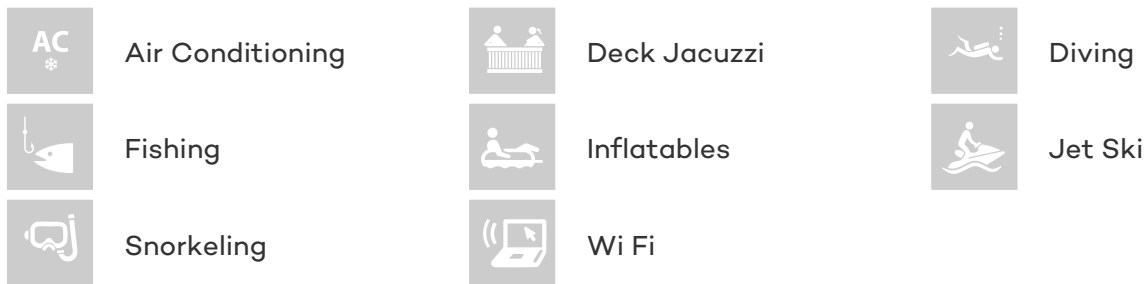 AC
Air Conditioning
Deck Jacuzzi
Diving
Fishing
Inflatables
Jet Ski
Snorkeling
Wi Fi